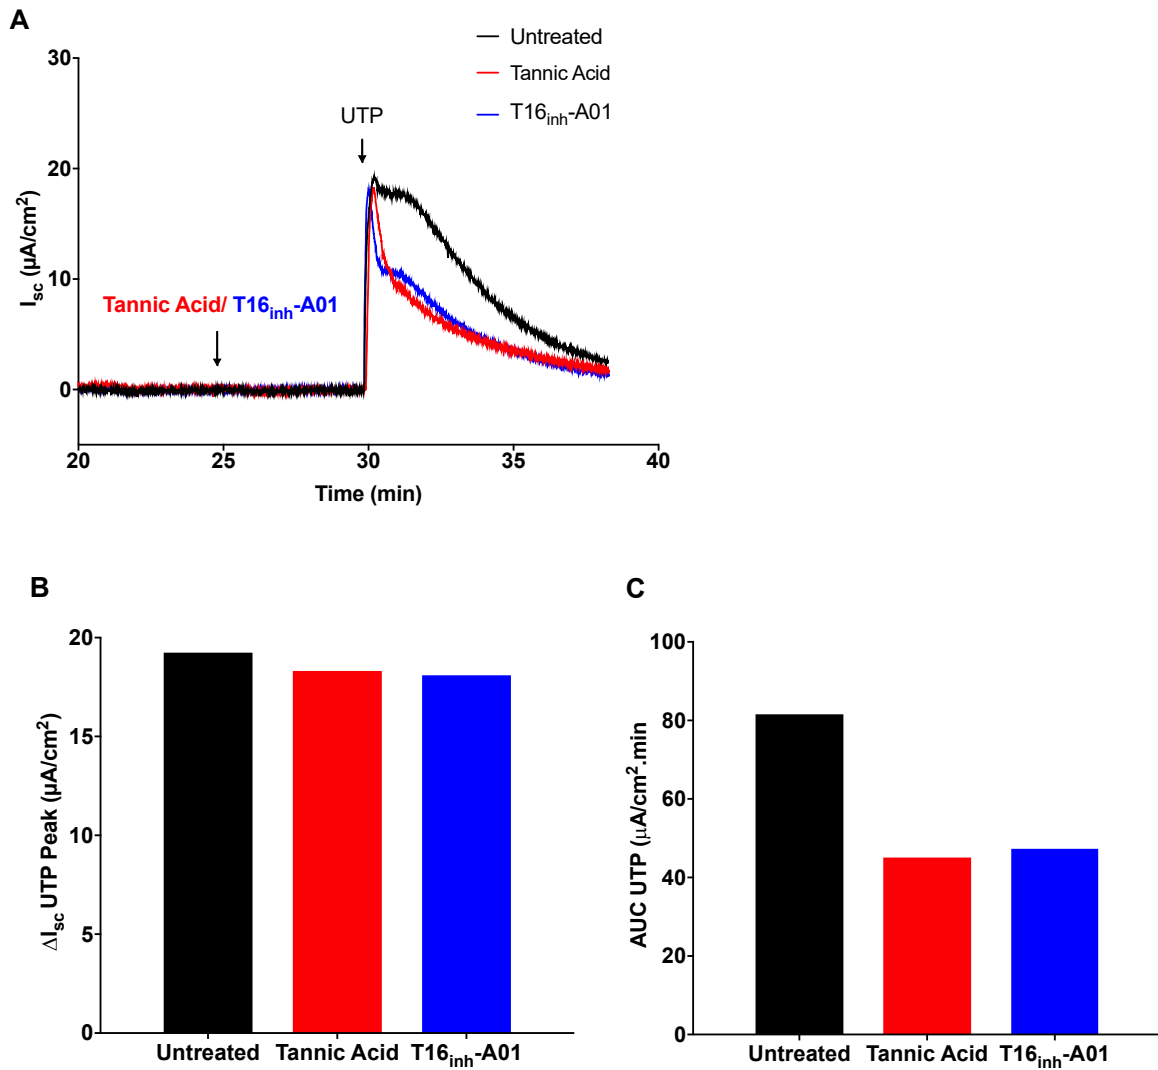 A
Untreated
Tannic Acid
T16inh-A01
30
UTP
20
Isc (µA/cm2)
10
Tannic Acid/ T16inh-A01
0
20 25 30 35 40
Time (min)
B
20
15
10
5
0
ΔIsc UTP Peak (µA/cm2)
Untreated Tannic Acid T16inh-A01
C
100
80
60
40
20
0
AUC UTP (µA/cm2.min
Untreated Tannic Acid T16inh-A01